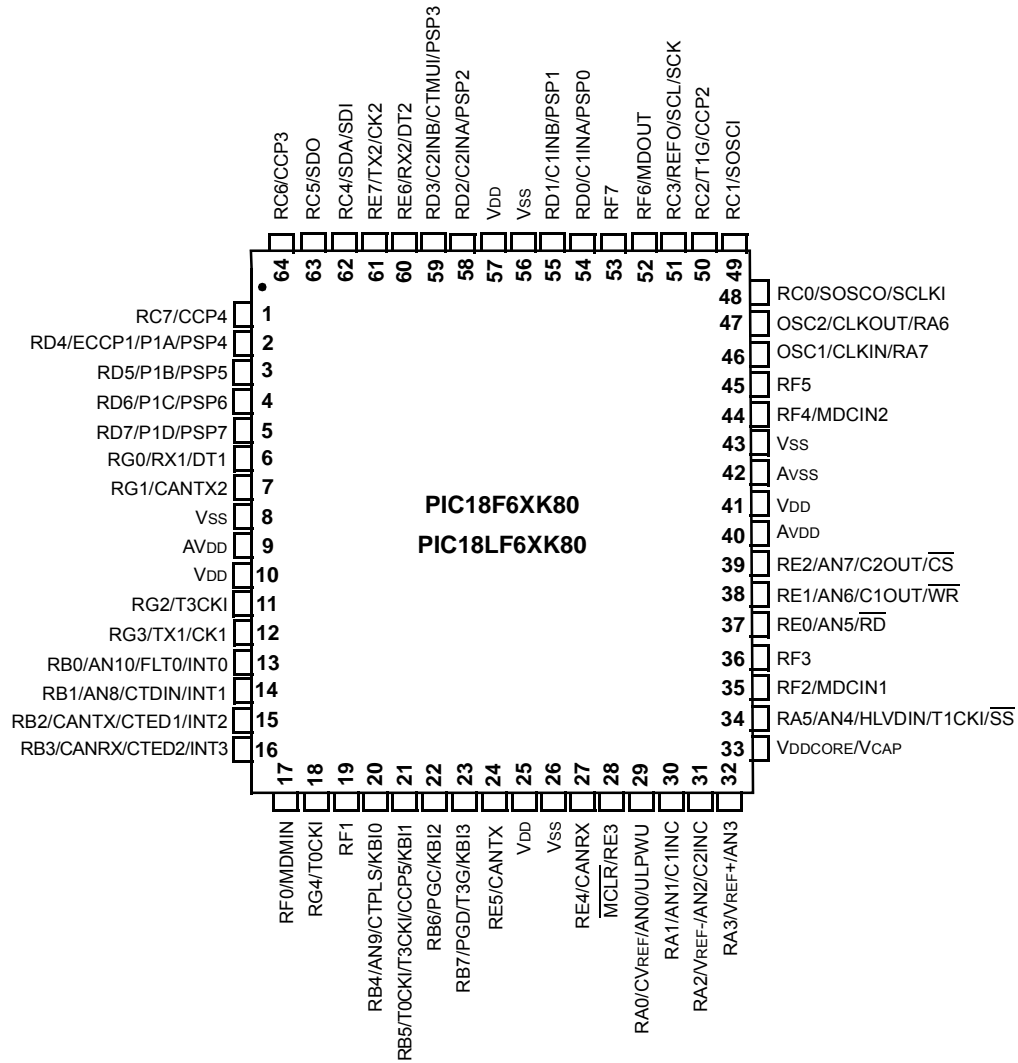 RC6/CCP3
RC5/SDO
RC4/SDA/SDI
RE7/TX2/CK2
RE6/RX2/DT2
RD3/C2INB/CTMUI/PSP3
RD2/C2INA/PSP2
VDD
VSS
RD1/C1INB/PSP1
RD0/C1INA/PSP0
RF7
RF6/MDOUT
RC3/REFO/SCL/SCK
RC2/T1G/CCP2
RC1/SOSCI
64 63 62 61 60 59 58 57 56 55 54 53 52 51 50 49
RC7/CCP4 1
RD4/ECCP1/P1A/PSP4 2
RD5/P1B/PSP5 3
RD6/P1C/PSP6 4
RD7/P1D/PSP7 5
RG0/RX1/DT1 6
RG1/CANTX2 7
VSS 8
AVDD 9
VDD 10
RG2/T3CKI 11
RG3/TX1/CK1 12
RB0/AN10/FLT0/INT0 13
RB1/AN8/CTDIN/INT1 14
RB2/CANTX/CTED1/INT2 15
RB3/CANRX/CTED2/INT3 16
PIC18F6XK80
PIC18LF6XK80
48 RC0/SOSCO/SCLKI
47 OSC2/CLKOUT/RA6
46 OSC1/CLKIN/RA7
45 RF5
44 RF4/MDCIN2
43 VSS
42 AVSS
41 VDD
40 AVDD
39 RE2/AN7/C2OUT/CS
38 RE1/AN6/C1OUT/WR
37 RE0/AN5/RD
36 RF3
35 RF2/MDCIN1
34 RA5/AN4/HLVDIN/T1CKI/SS
33 VDDCORE/VCAP
17 18 19 20 21 22 23 24 25 26 27 28 29 30 31 32
RF0/MDMIN
RG4/T0CKI
RF1
RB4/AN9/CTPLS/KBI0
RB5/T0CKI/T3CKI/CCP5/KBI1
RB6/PGC/KBI2
RB7/PGD/T3G/KBI3
RE5/CANTX
VDD
VSS
RE4/CANRX
MCLR/RE3
RA0/CVREF/AN0/ULPWU
RA1/AN1/C1INC
RA2/VREF-/AN2/C2INC
RA3/VREF+/AN3